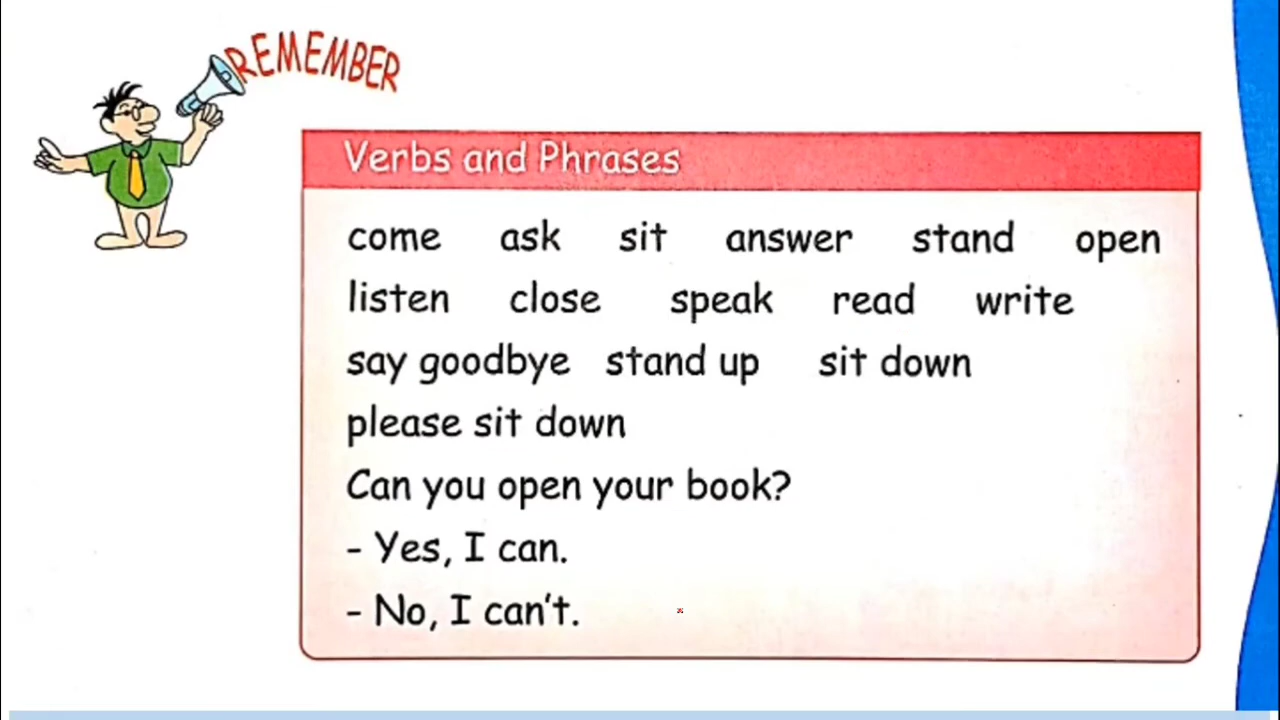 REMEMBER
Verbs and Phrases
come ask sit answer stand open
listen close speak read write
say goodbye stand up sit down
please sit down
Can you open your book?
- Yes, I can.
- No, I can't.